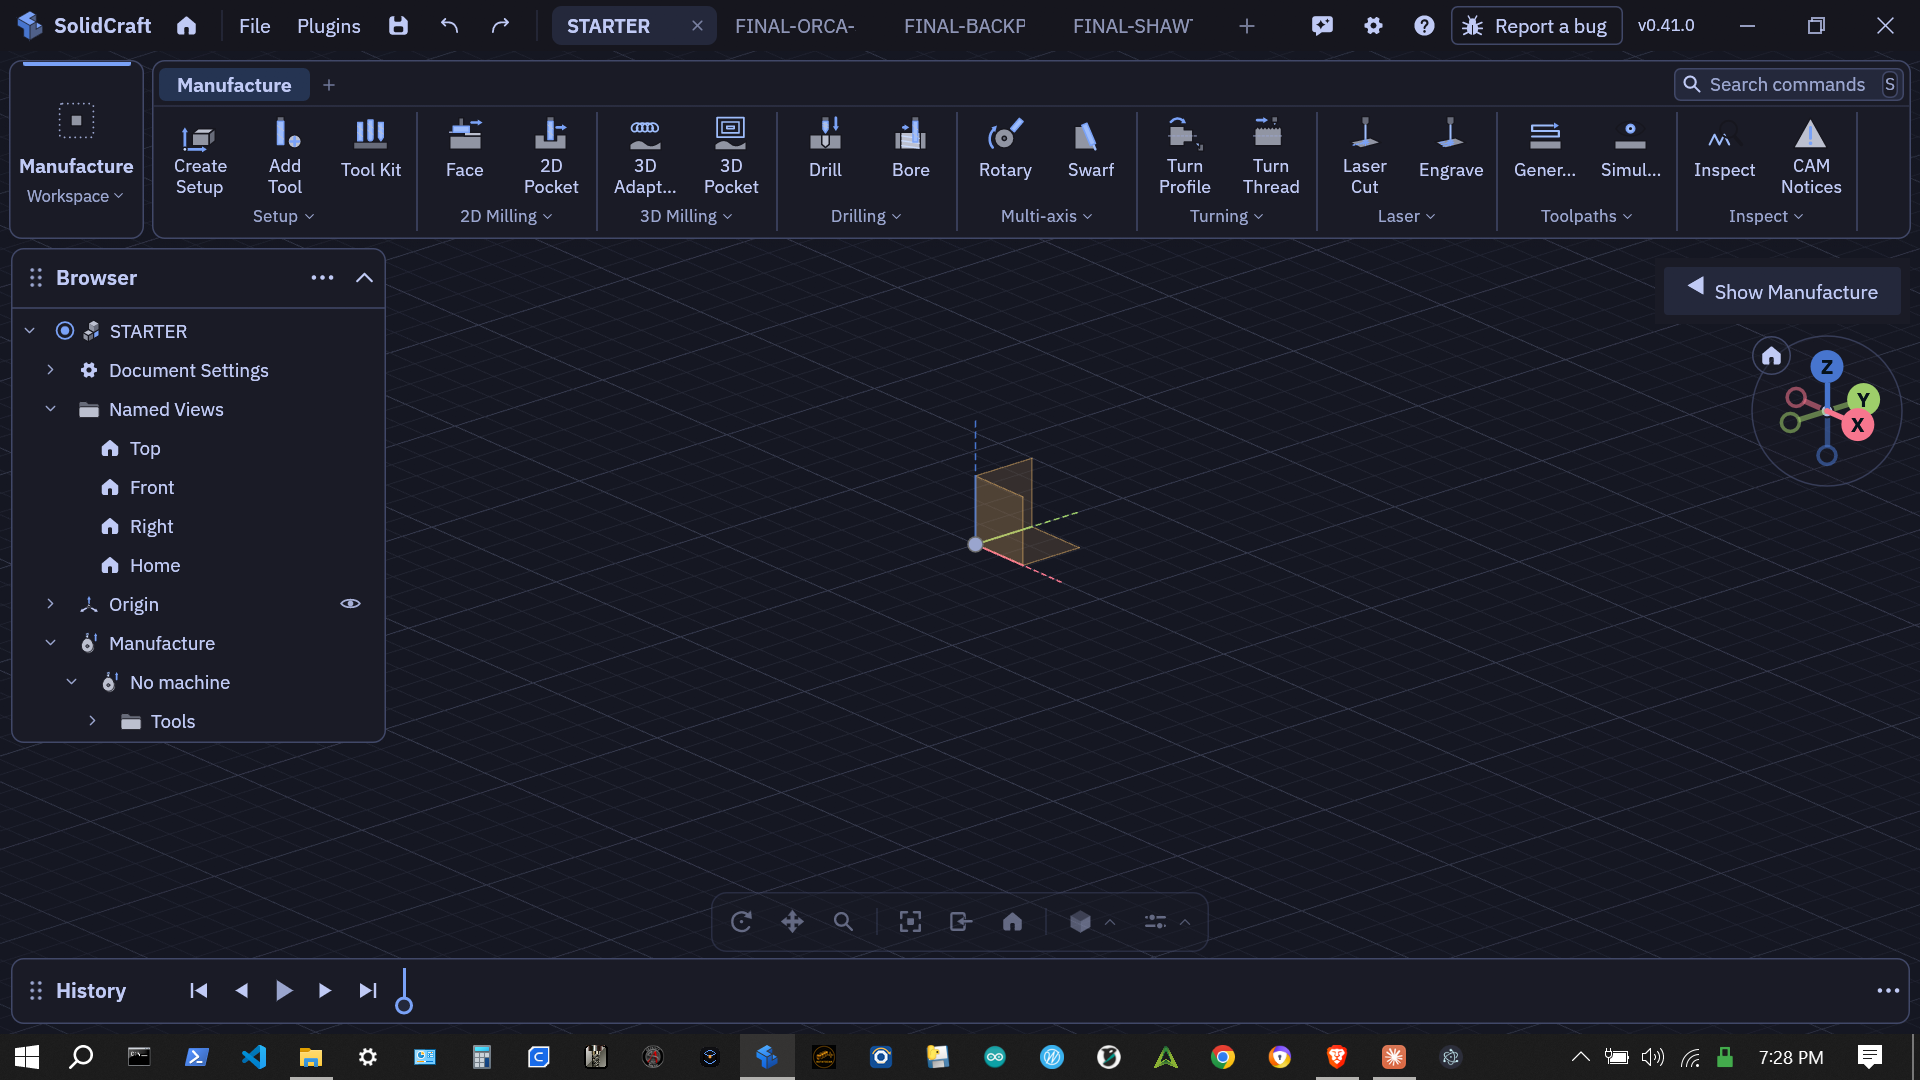 SolidCraft File Plugins STARTER FINAL-ORCA- FINAL-BACKP FINAL-SHAW Report a bug v0.41.0
Manufacture
Workspace
Manufacture
Search commands S
Create Setup
Add Tool
Tool Kit
Setup
Face
2D Pocket
2D Milling
3D Adapt...
3D Pocket
3D Milling
Drill
Bore
Drilling
Rotary
Swarf
Multi-axis
Turn Profile
Turn Thread
Turning
Laser Cut
Engrave
Laser
Gener...
Simul...
Toolpaths
Inspect
CAM Notices
Inspect
Browser
STARTER
Document Settings
Named Views
Top
Front
Right
Home
Origin
Manufacture
No machine
Tools
Show Manufacture
Z
Y
X
History
7:28 PM